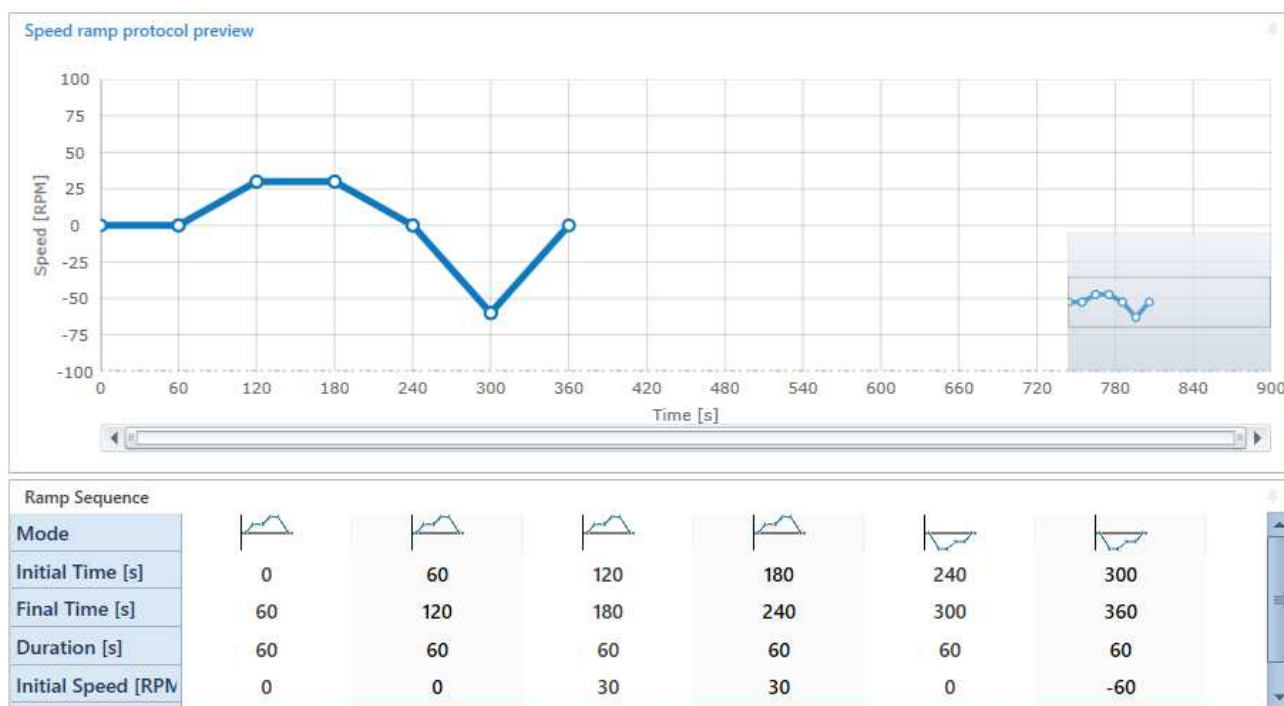 Speed ramp protocol preview
100
75
50
25
0
-25
-50
-75
-100
Speed [RPM]
0 60 120 180 240 300 360 420 480 540 600 660 720 780 840 900
Time [s]
Ramp Sequence
Mode
Initial Time [s] 0 60 120 180 240 300
Final Time [s] 60 120 180 240 300 360
Duration [s] 60 60 60 60 60 60
Initial Speed [RPM 0 0 30 30 0 -60